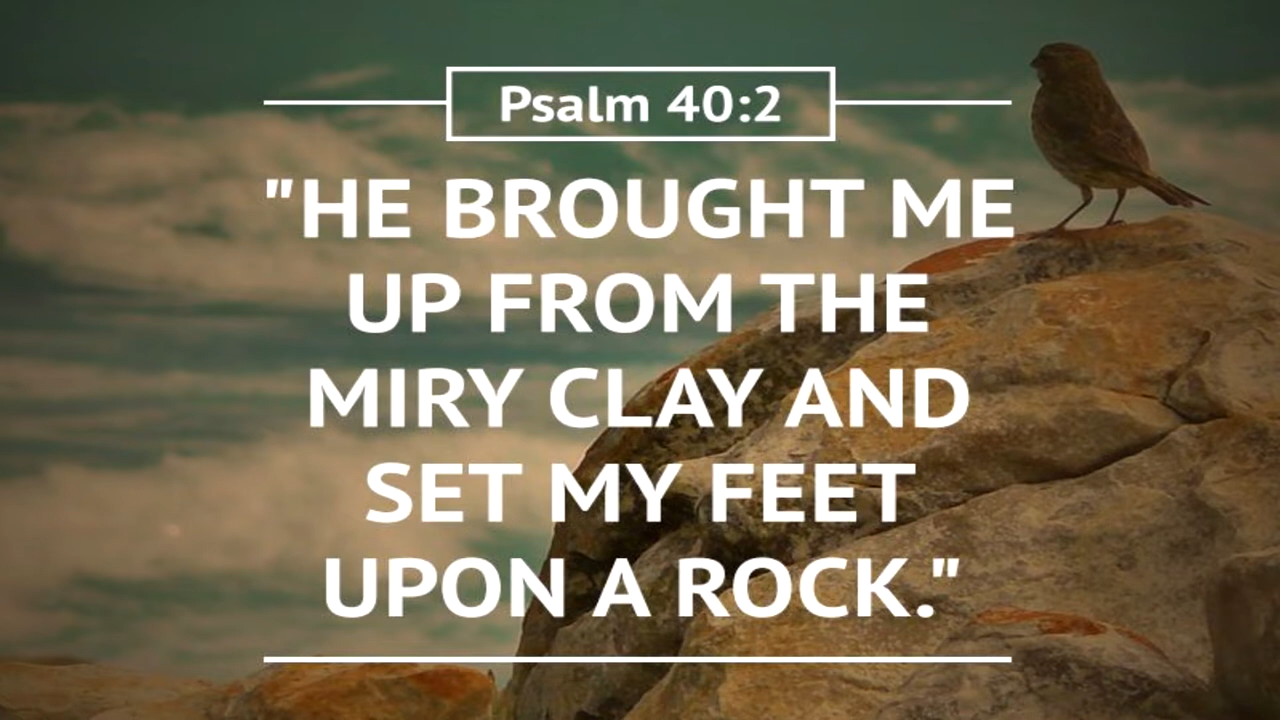 Psalm 40:2
"HE BROUGHT ME
UP FROM THE
MIRY CLAY AND
SET MY FEET
UPON A ROCK."